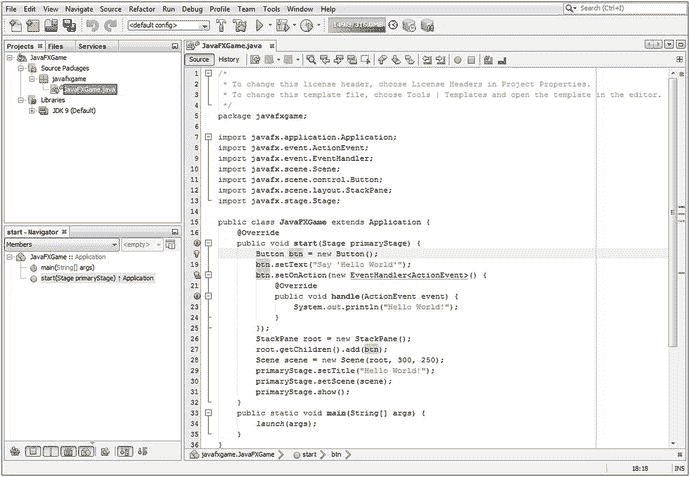 File Edit View Navigate Source Refactor Run Debug Profile Team Tools Window Help
Search (Ctrl+I)
<default config>
Projects Files Services
JavaFXGame
Source Packages
javafxgame
JavaFXGame.java
Libraries
JDK 9 (Default)
start - Navigator
Members <empty>
JavaFXGame :: Application
main(String[] args)
start(Stage primaryStage) ↑ Application
JavaFXGame.java
Source History
1 /*
2 * To change this license header, choose License Headers in Project Properties.
3 * To change this template file, choose Tools | Templates and open the template in the editor.
4 */
5 package javafxgame;
6
7 import javafx.application.Application;
8 import javafx.event.ActionEvent;
9 import javafx.event.EventHandler;
10 import javafx.scene.Scene;
11 import javafx.scene.control.Button;
12 import javafx.scene.layout.StackPane;
13 import javafx.stage.Stage;
14
15 public class JavaFXGame extends Application {
16 @Override
public void start(Stage primaryStage) {
Button btn = new Button();
19 btn.setText("Say 'Hello World'");
btn.setOnAction(new EventHandler<ActionEvent>() {
21 @Override
public void handle(ActionEvent event) {
23 System.out.println("Hello World!");
24 }
25 });
26 StackPane root = new StackPane();
27 root.getChildren().add(btn);
28 Scene scene = new Scene(root, 300, 250);
29 primaryStage.setTitle("Hello World!");
30 primaryStage.setScene(scene);
31 primaryStage.show();
32 }
33 public static void main(String[] args) {
34 launch(args);
35 }
36 }
javafxgame.JavaFXGame start btn
18:18 INS